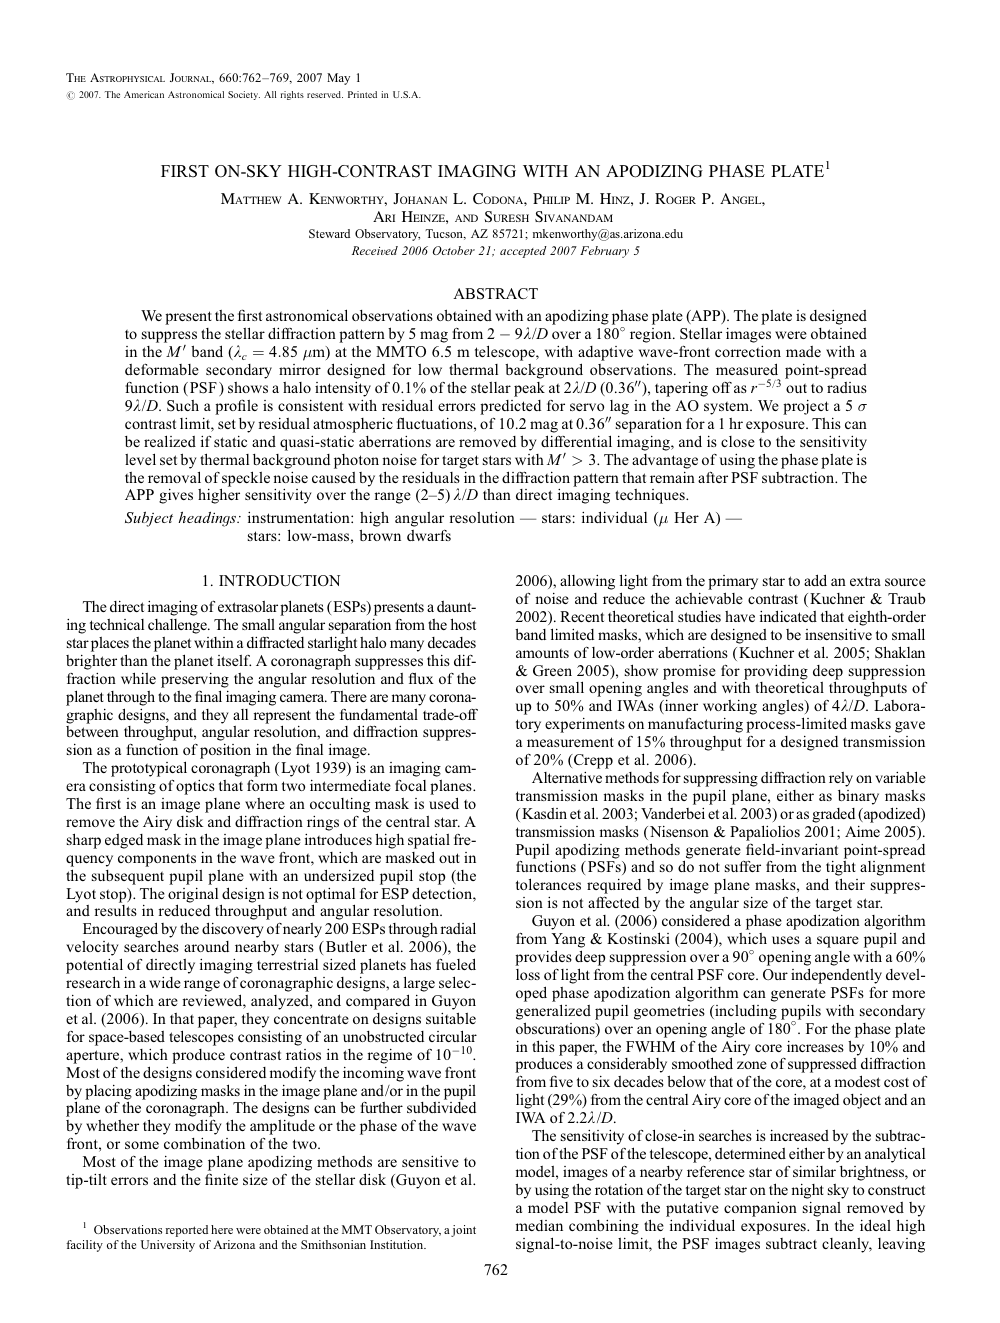 THE ASTROPHYSICAL JOURNAL, 660:762–769, 2007 May 1
© 2007. The American Astronomical Society. All rights reserved. Printed in U.S.A.
FIRST ON-SKY HIGH-CONTRAST IMAGING WITH AN APODIZING PHASE PLATE¹
Matthew A. Kenworthy, Johanan L. Codona, Philip M. Hinz, J. Roger P. Angel,
Ari Heinze, and Suresh Sivanandam
Steward Observatory, Tucson, AZ 85721; mkenworthy@as.arizona.edu
Received 2006 October 21; accepted 2007 February 5
ABSTRACT
We present the first astronomical observations obtained with an apodizing phase plate (APP). The plate is designed
to suppress the stellar diffraction pattern by 5 mag from 2 − 9λ/D over a 180° region. Stellar images were obtained
in the M′ band (λc = 4.85 μm) at the MMTO 6.5 m telescope, with adaptive wave-front correction made with a
deformable secondary mirror designed for low thermal background observations. The measured point-spread
function (PSF) shows a halo intensity of 0.1% of the stellar peak at 2λ/D (0.36″), tapering off as r^−5/3 out to radius
9λ/D. Such a profile is consistent with residual errors predicted for servo lag in the AO system. We project a 5 σ
contrast limit, set by residual atmospheric fluctuations, of 10.2 mag at 0.36″ separation for a 1 hr exposure. This can
be realized if static and quasi-static aberrations are removed by differential imaging, and is close to the sensitivity
level set by thermal background photon noise for target stars with M′ > 3. The advantage of using the phase plate is
the removal of speckle noise caused by the residuals in the diffraction pattern that remain after PSF subtraction. The
APP gives higher sensitivity over the range (2–5) λ/D than direct imaging techniques.
Subject headings: instrumentation: high angular resolution — stars: individual (μ Her A) —
stars: low-mass, brown dwarfs
1. INTRODUCTION
The direct imaging of extrasolar planets (ESPs) presents a daunt-
ing technical challenge. The small angular separation from the host
star places the planet within a diffracted starlight halo many decades
brighter than the planet itself. A coronagraph suppresses this dif-
fraction while preserving the angular resolution and flux of the
planet through to the final imaging camera. There are many corona-
graphic designs, and they all represent the fundamental trade-off
between throughput, angular resolution, and diffraction suppres-
sion as a function of position in the final image.
The prototypical coronagraph (Lyot 1939) is an imaging cam-
era consisting of optics that form two intermediate focal planes.
The first is an image plane where an occulting mask is used to
remove the Airy disk and diffraction rings of the central star. A
sharp edged mask in the image plane introduces high spatial fre-
quency components in the wave front, which are masked out in
the subsequent pupil plane with an undersized pupil stop (the
Lyot stop). The original design is not optimal for ESP detection,
and results in reduced throughput and angular resolution.
Encouraged by the discovery of nearly 200 ESPs through radial
velocity searches around nearby stars (Butler et al. 2006), the
potential of directly imaging terrestrial sized planets has fueled
research in a wide range of coronagraphic designs, a large selec-
tion of which are reviewed, analyzed, and compared in Guyon
et al. (2006). In that paper, they concentrate on designs suitable
for space-based telescopes consisting of an unobstructed circular
aperture, which produce contrast ratios in the regime of 10⁻¹⁰.
Most of the designs considered modify the incoming wave front
by placing apodizing masks in the image plane and/or in the pupil
plane of the coronagraph. The designs can be further subdivided
by whether they modify the amplitude or the phase of the wave
front, or some combination of the two.
Most of the image plane apodizing methods are sensitive to
tip-tilt errors and the finite size of the stellar disk (Guyon et al.
¹ Observations reported here were obtained at the MMT Observatory, a joint
facility of the University of Arizona and the Smithsonian Institution.
2006), allowing light from the primary star to add an extra source
of noise and reduce the achievable contrast (Kuchner & Traub
2002). Recent theoretical studies have indicated that eighth-order
band limited masks, which are designed to be insensitive to small
amounts of low-order aberrations (Kuchner et al. 2005; Shaklan
& Green 2005), show promise for providing deep suppression
over small opening angles and with theoretical throughputs of
up to 50% and IWAs (inner working angles) of 4λ/D. Labora-
tory experiments on manufacturing process-limited masks gave
a measurement of 15% throughput for a designed transmission
of 20% (Crepp et al. 2006).
Alternative methods for suppressing diffraction rely on variable
transmission masks in the pupil plane, either as binary masks
(Kasdin et al. 2003; Vanderbei et al. 2003) or as graded (apodized)
transmission masks (Nisenson & Papaliolios 2001; Aime 2005).
Pupil apodizing methods generate field-invariant point-spread
functions (PSFs) and so do not suffer from the tight alignment
tolerances required by image plane masks, and their suppres-
sion is not affected by the angular size of the target star.
Guyon et al. (2006) considered a phase apodization algorithm
from Yang & Kostinski (2004), which uses a square pupil and
provides deep suppression over a 90° opening angle with a 60%
loss of light from the central PSF core. Our independently devel-
oped phase apodization algorithm can generate PSFs for more
generalized pupil geometries (including pupils with secondary
obscurations) over an opening angle of 180°. For the phase plate
in this paper, the FWHM of the Airy core increases by 10% and
produces a considerably smoothed zone of suppressed diffraction
from five to six decades below that of the core, at a modest cost of
light (29%) from the central Airy core of the imaged object and an
IWA of 2.2λ/D.
The sensitivity of close-in searches is increased by the subtrac-
tion of the PSF of the telescope, determined either by an analytical
model, images of a nearby reference star of similar brightness, or
by using the rotation of the target star on the night sky to construct
a model PSF with the putative companion signal removed by
median combining the individual exposures. In the ideal high
signal-to-noise limit, the PSF images subtract cleanly, leaving
762